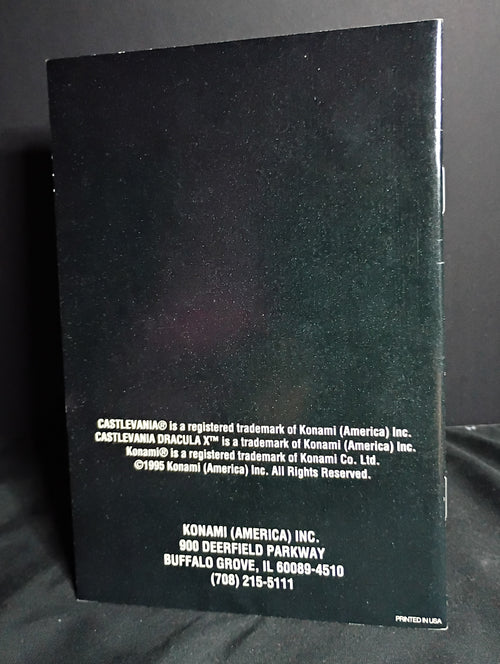 CASTLEVANIA® is a registered trademark of Konami (America) Inc.
CASTLEVANIA DRACULA X™ is a trademark of Konami (America) Inc.
Konami® is a registered trademark of Konami Co. Ltd.
©1995 Konami (America) Inc. All Rights Reserved.
KONAMI (AMERICA) INC.
900 DEERFIELD PARKWAY
BUFFALO GROVE, IL 60089-4510
(708) 215-5111
PRINTED IN USA